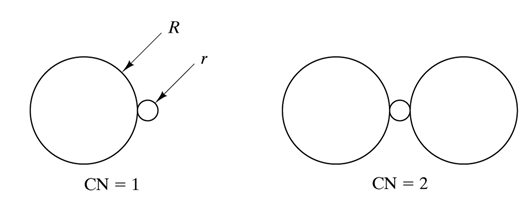 R
r
CN = 1
CN = 2